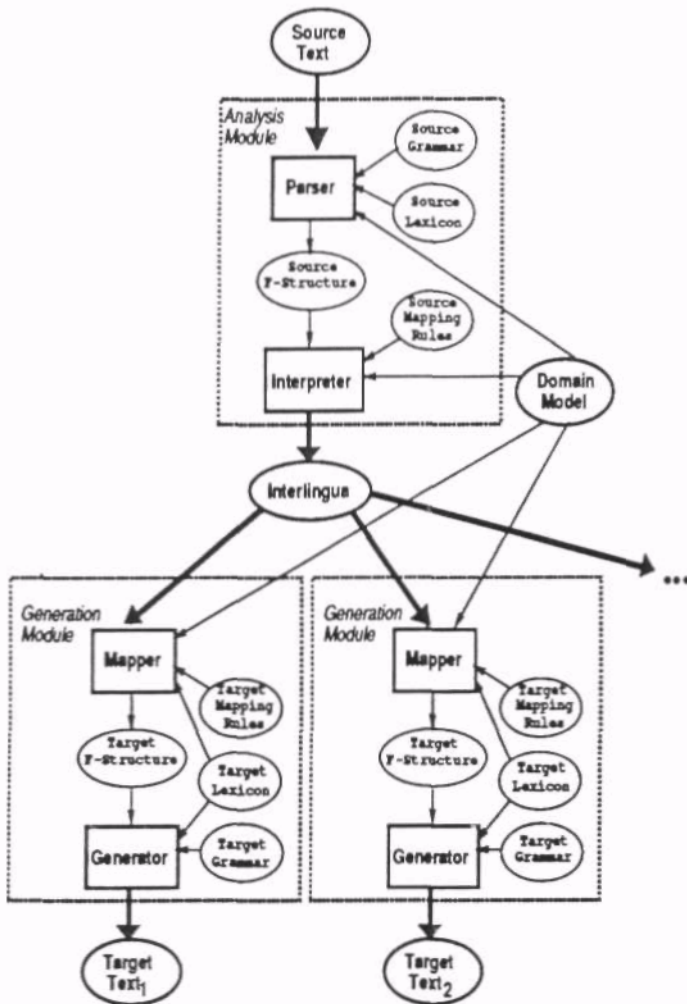 Source
Text
Analysis
Module
Source
Grammar
Parser
Source
Lexicon
Source
F-Structure
Source
Mapping
Rules
Interpreter
Domain
Model
Interlingua
...
Generation
Module
Mapper
Target
Mapping
Rules
Target
F-Structure
Target
Lexicon
Generator
Target
Grammar
Target
Text1
Generation
Module
Mapper
Target
Mapping
Rules
Target
F-Structure
Target
Lexicon
Generator
Target
Grammar
Target
Text2